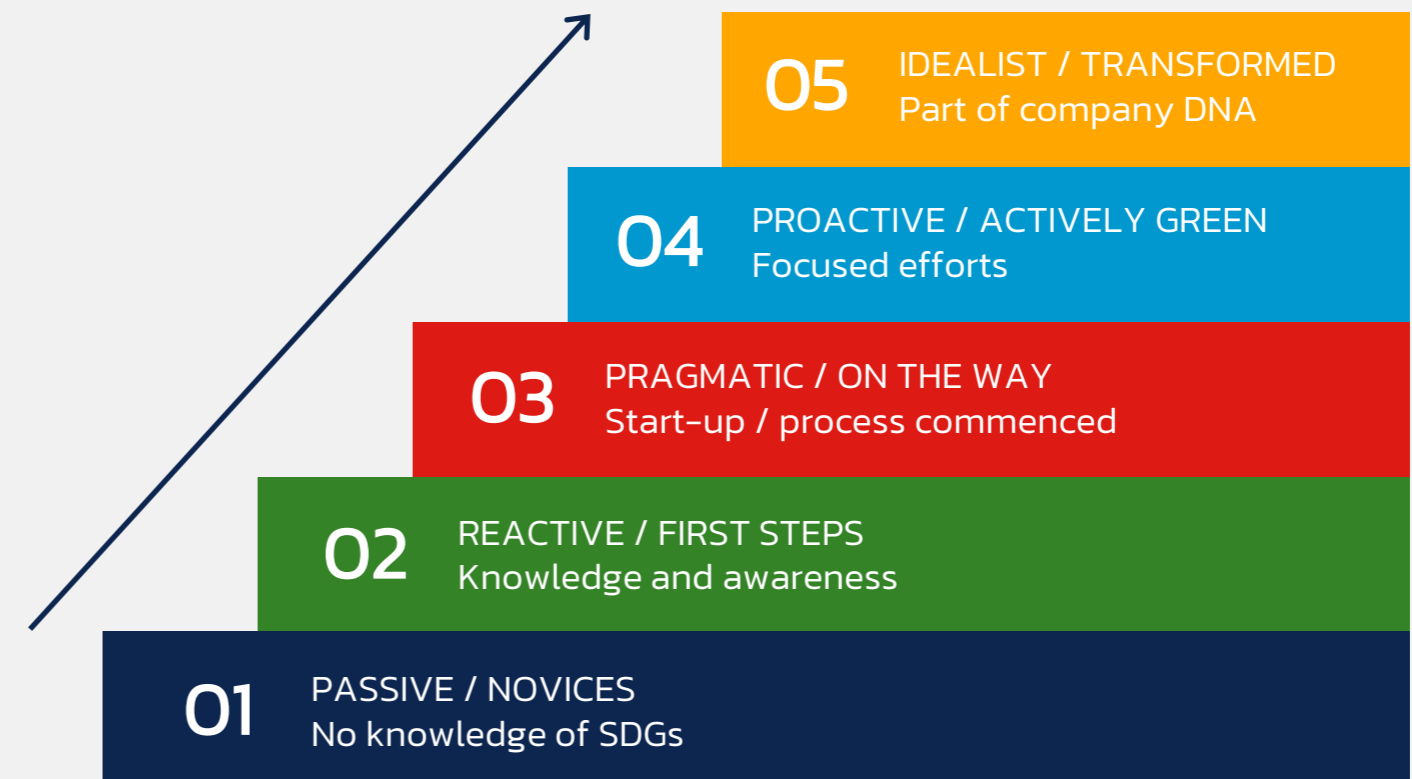 05
IDEALIST / TRANSFORMED
Part of company DNA
04
PROACTIVE / ACTIVELY GREEN
Focused efforts
03
PRAGMATIC / ON THE WAY
Start-up / process commenced
02
REACTIVE / FIRST STEPS
Knowledge and awareness
01
PASSIVE / NOVICES
No knowledge of SDGs